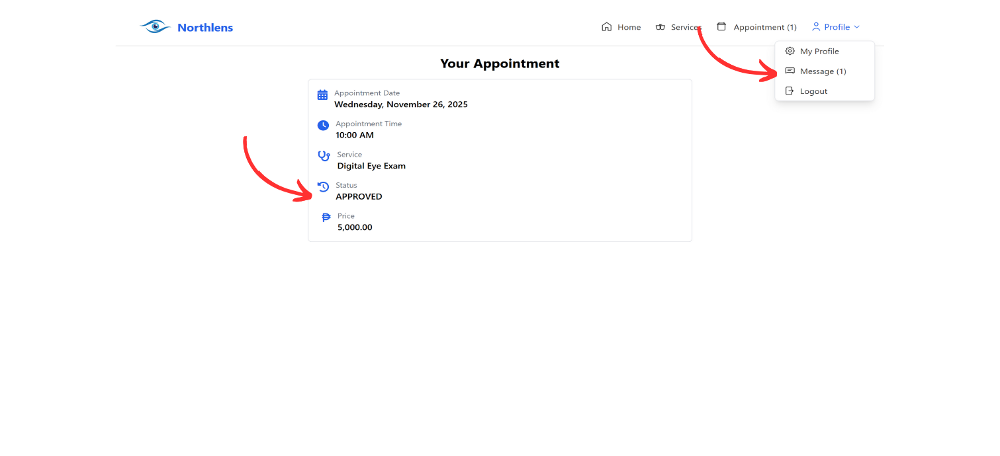 Northlens
Home
Services
Appointment (1)
Profile
My Profile
Message (1)
Logout
Your Appointment
Appointment Date
Wednesday, November 26, 2025
Appointment Time
10:00 AM
Service
Digital Eye Exam
Status
APPROVED
₱ Price
5,000.00